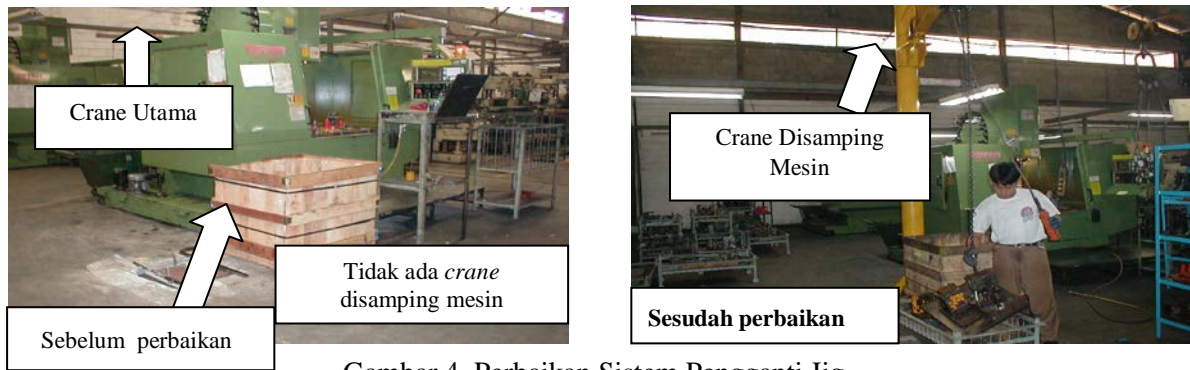 Crane Utama
Tidak ada crane
disamping mesin
Sebelum perbaikan
Crane Disamping
Mesin
Sesudah perbaikan
Gambar 4. Perbaikan Sistem Pengganti Jig